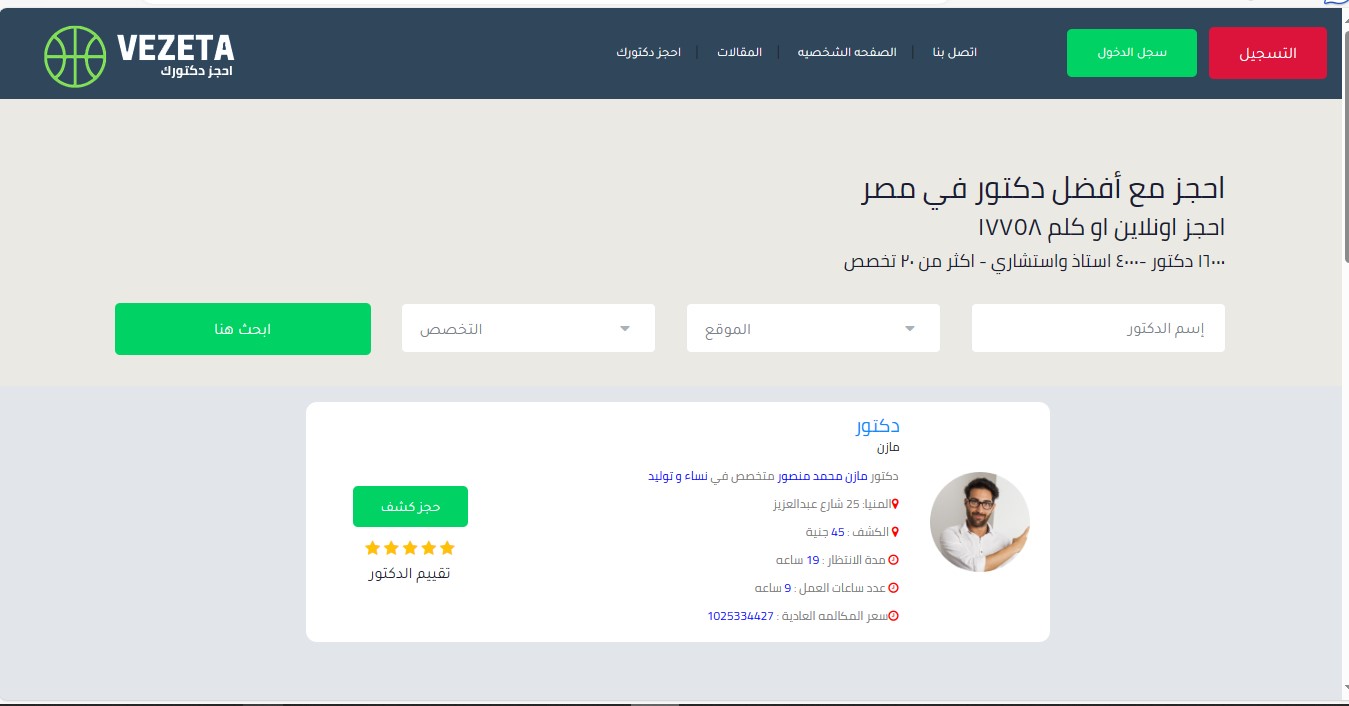 VEZETA
احجز دكتورك
التسجيل
سجل الدخول
اتصل بنا
الصفحه الشخصيه
المقالات
احجز دكتورك
احجز مع أفضل دكتور في مصر
احجز اونلاين او كلم ١٧٧٥٨
١٦٠٠٠ دكتور -٤٠٠٠ استاذ واستشاري - اكثر من ٢٠ تخصص
إسم الدكتور
الموقع
التخصص
ابحث هنا
دكتور
مازن
دكتور مازن محمد منصور متخصص في نساء و توليد
المنيا: 25 شارع عبدالعزيز
الكشف : 45 جنية
مدة الانتظار : 19 ساعه
عدد ساعات العمل : 9 ساعه
سعر المكالمه العادية : 1025334427
حجز كشف
تقييم الدكتور